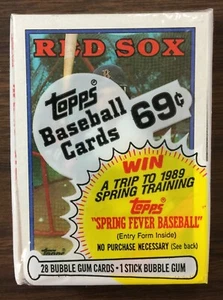 RED SOX
Topps
Baseball
Cards
69¢
WIN
A TRIP TO 1989
SPRING TRAINING
Topps
"SPRING FEVER BASEBALL"
(Entry Form Inside)
NO PURCHASE NECESSARY (See back)
28 BUBBLE GUM CARDS • 1 STICK BUBBLE GUM